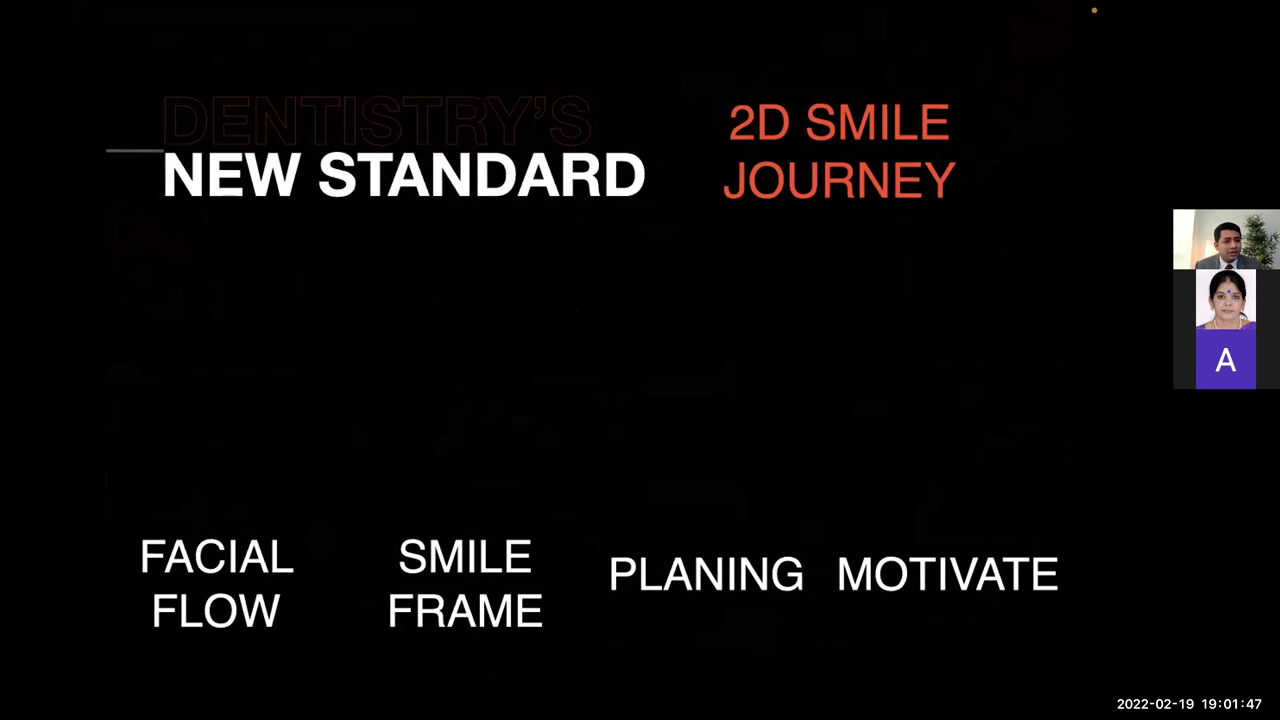 DENTISTRY'S
NEW STANDARD
2D SMILE
JOURNEY
A
FACIAL
FLOW
SMILE
FRAME
PLANING
MOTIVATE
2022-02-19 19:01:47